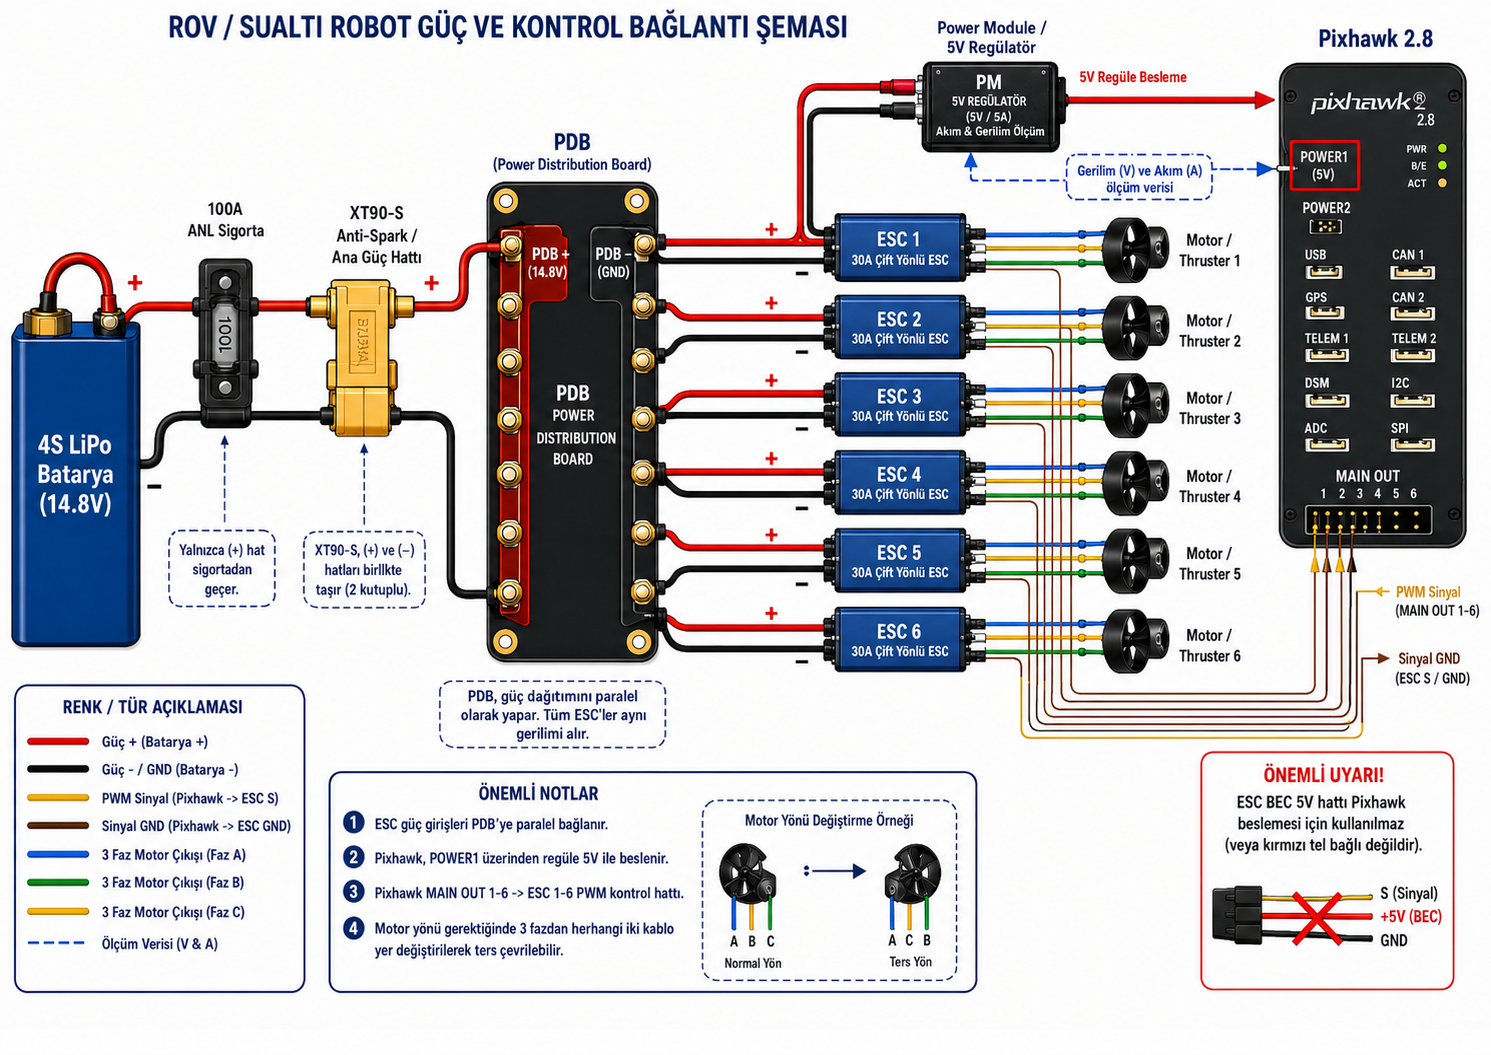 ROV / SUALTI ROBOT GÜÇ VE KONTROL BAĞLANTI ŞEMASI
Power Module /
5V Regülatör
Pixhawk 2.8
PM
5V REGÜLATÖR
(5V / 5A)
Akım & Gerilim Ölçüm
5V Regüle Besleme
pixhawk®
2.8
PWR
B/E
ACT
POWER1
(5V)
Gerilim (V) ve Akım (A)
ölçüm verisi
PDB
(Power Distribution Board)
100A
ANL Sigorta
XT90-S
Anti-Spark /
Ana Güç Hattı
+
+
100L
4S LiPo
Batarya
(14.8V)
−
Yalnızca (+) hat
sigortadan
geçer.
XT90-S, (+) ve (−)
hatları birlikte
taşır (2 kutuplu).
PDB +
(14.8V)
PDB −
(GND)
PDB
POWER
DISTRIBUTION
BOARD
PDB, güç dağıtımını paralel
olarak yapar. Tüm ESC'ler aynı
gerilimi alır.
+
−
ESC 1
30A Çift Yönlü ESC
Motor /
Thruster 1
+
−
ESC 2
30A Çift Yönlü ESC
Motor /
Thruster 2
+
−
ESC 3
30A Çift Yönlü ESC
Motor /
Thruster 3
+
−
ESC 4
30A Çift Yönlü ESC
Motor /
Thruster 4
+
−
ESC 5
30A Çift Yönlü ESC
Motor /
Thruster 5
+
−
ESC 6
30A Çift Yönlü ESC
Motor /
Thruster 6
POWER2
USB
CAN 1
GPS
CAN 2
TELEM 1
TELEM 2
DSM
I2C
ADC
SPI
MAIN OUT
1 2 3 4 5 6
PWM Sinyal
(MAIN OUT 1-6)
Sinyal GND
(ESC S / GND)
RENK / TÜR AÇIKLAMASI
Güç + (Batarya +)
Güç - / GND (Batarya -)
PWM Sinyal (Pixhawk -> ESC S)
Sinyal GND (Pixhawk -> ESC GND)
3 Faz Motor Çıkışı (Faz A)
3 Faz Motor Çıkışı (Faz B)
3 Faz Motor Çıkışı (Faz C)
Ölçüm Verisi (V & A)
ÖNEMLİ NOTLAR
1 ESC güç girişleri PDB'ye paralel bağlanır.
2 Pixhawk, POWER1 üzerinden regüle 5V ile beslenir.
3 Pixhawk MAIN OUT 1-6 -> ESC 1-6 PWM kontrol hattı.
4 Motor yönü gerektiğinde 3 fazdan herhangi iki kablo
yer değiştirilerek ters çevrilebilir.
Motor Yönü Değiştirme Örneği
A B C
Normal Yön
A C B
Ters Yön
ÖNEMLİ UYARI!
ESC BEC 5V hattı Pixhawk
beslemesi için kullanılmaz
(veya kırmızı tel bağlı değildir).
S (Sinyal)
+5V (BEC)
GND